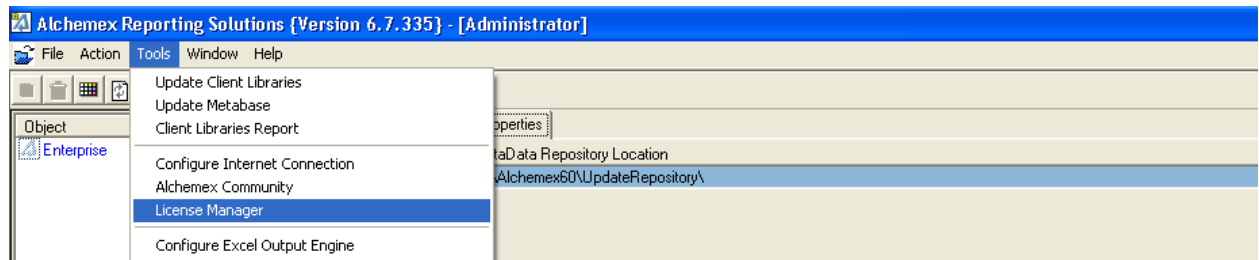 Alchemex Reporting Solutions {Version 6.7.335} - [Administrator]
File Action Tools Window Help
Update Client Libraries
Update Metabase
Client Libraries Report
Configure Internet Connection
Alchemex Community
License Manager
Configure Excel Output Engine
Object
Enterprise
operties
taData Repository Location
\Alchemex60\UpdateRepository\